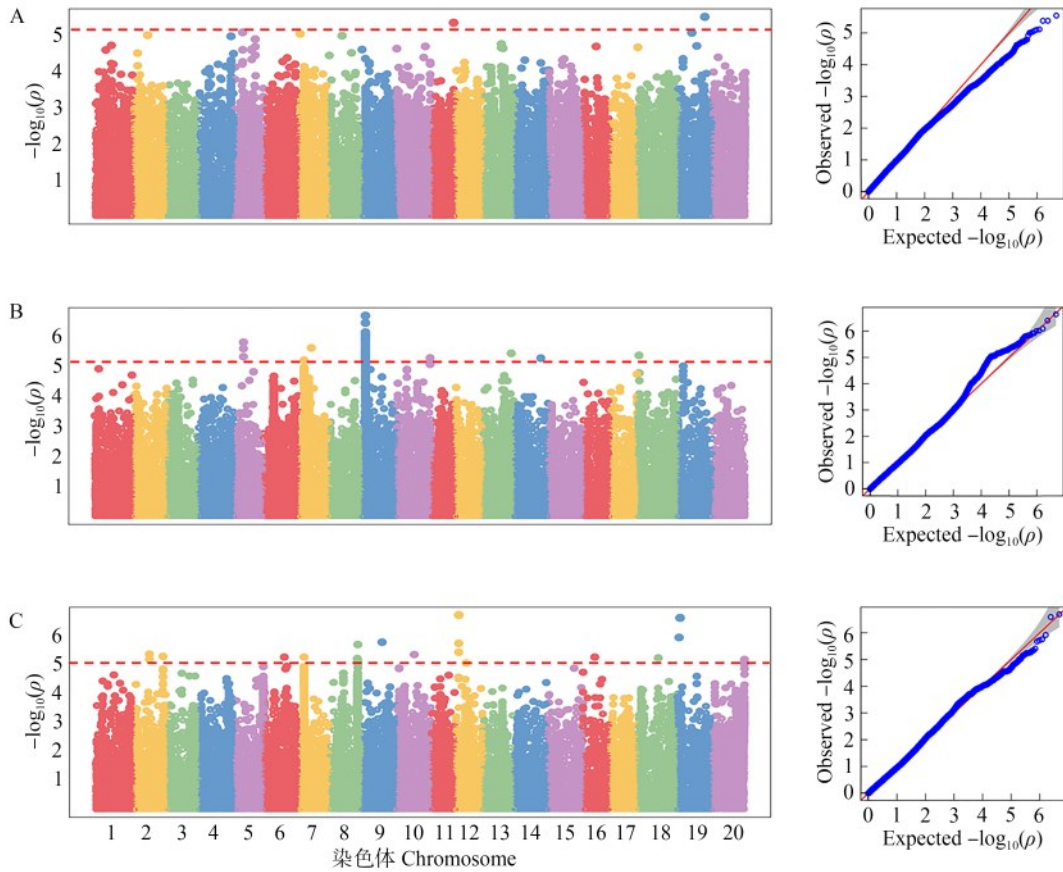 A
5
4
3
2
1
−log₁₀(ρ)
5
4
3
2
1
0
Observed −log₁₀(ρ)
0 1 2 3 4 5 6
Expected −log₁₀(ρ)
B
6
5
4
3
2
1
−log₁₀(ρ)
6
5
4
3
2
1
0
Observed −log₁₀(ρ)
0 1 2 3 4 5 6
Expected −log₁₀(ρ)
C
6
5
4
3
2
1
−log₁₀(ρ)
1 2 3 4 5 6 7 8 9 10 11 12 13 14 15 16 17 18 19 20
染色体 Chromosome
6
5
4
3
2
1
0
Observed −log₁₀(ρ)
0 1 2 3 4 5 6
Expected −log₁₀(ρ)